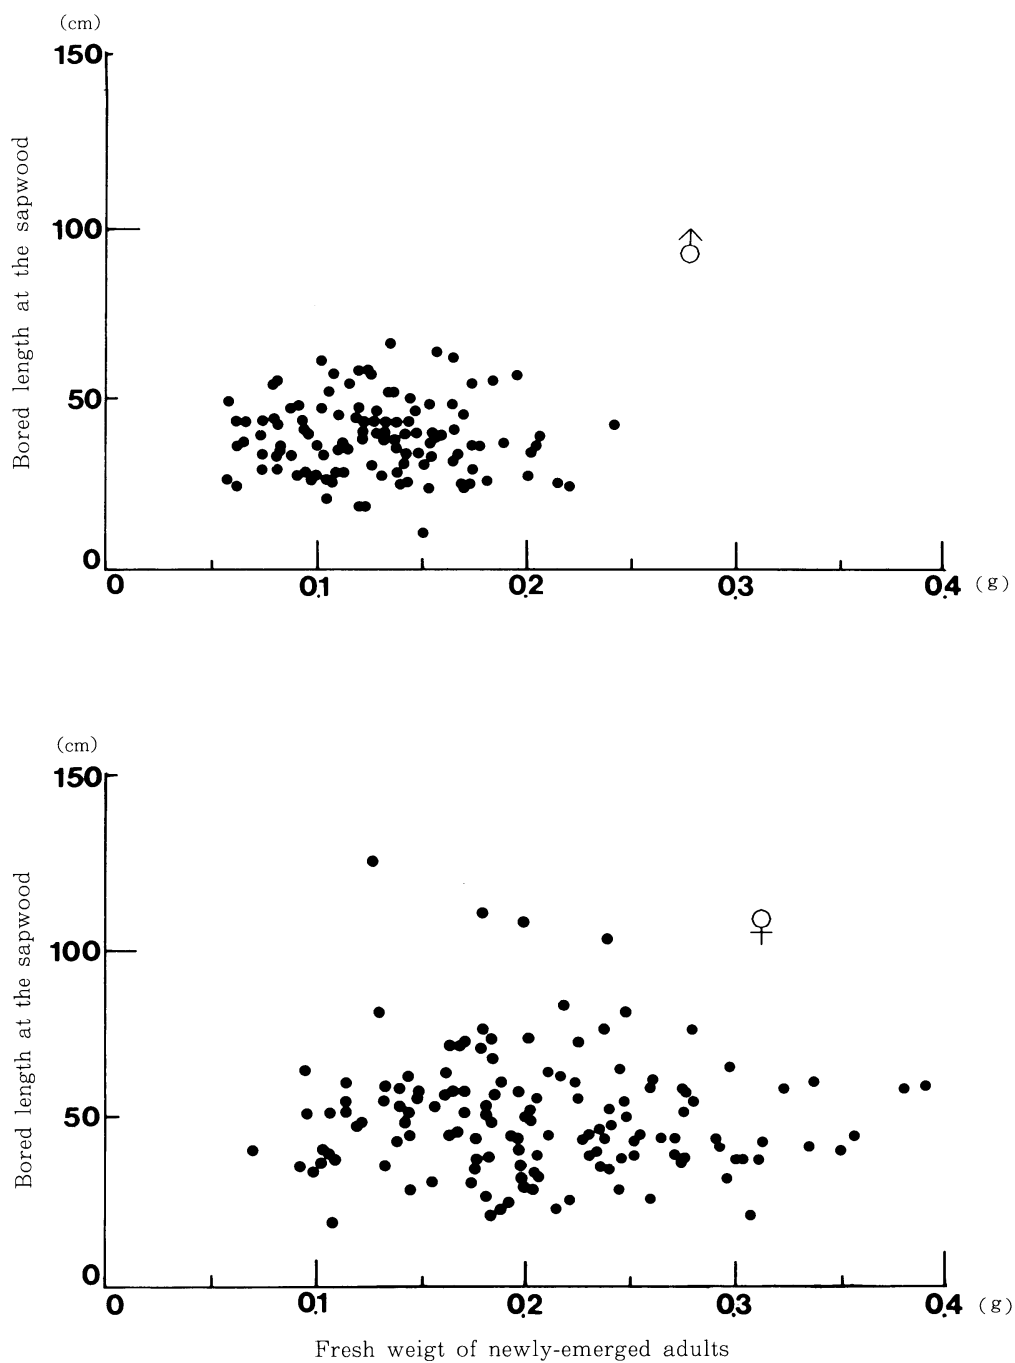 (cm)
150
100
50
0
Bored length at the sapwood
♂
0 0.1 0.2 0.3 0.4 (g)
(cm)
150
100
50
0
Bored length at the sapwood
♀
0 0.1 0.2 0.3 0.4 (g)
Fresh weigt of newly-emerged adults